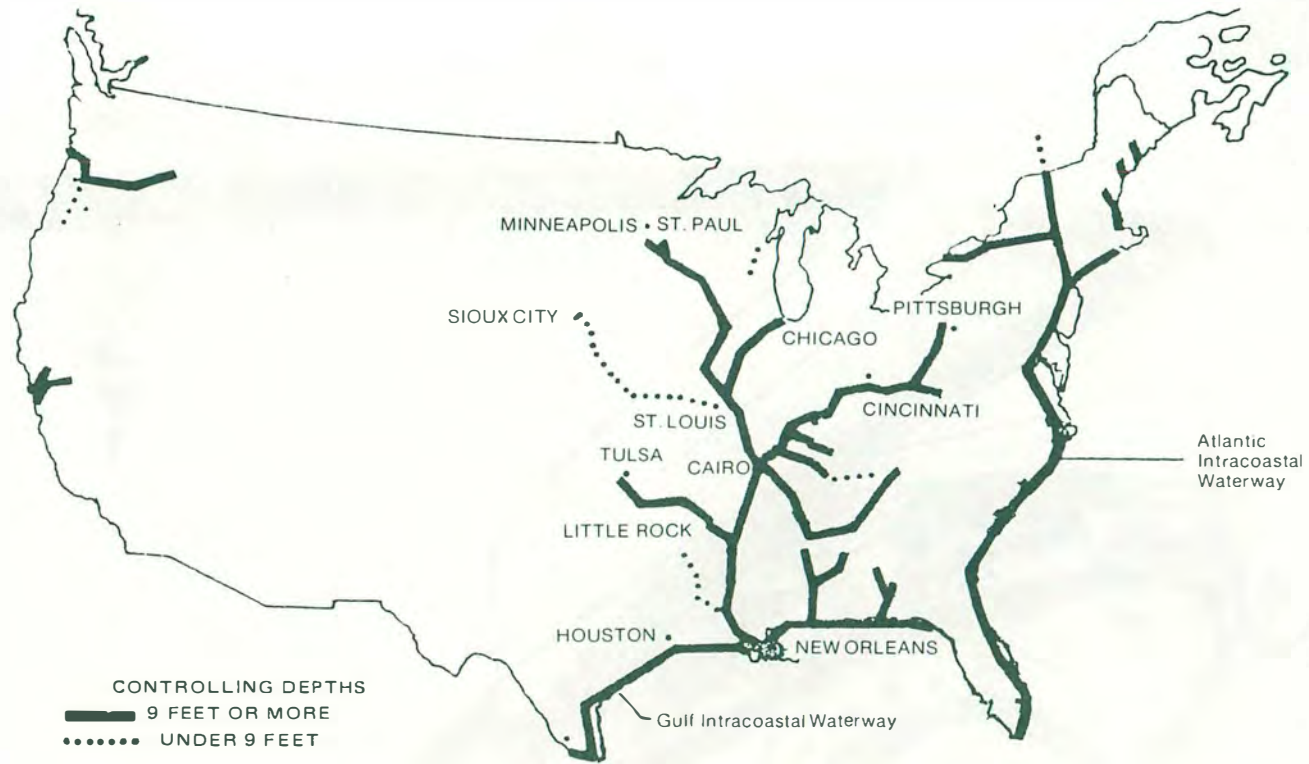 MINNEAPOLIS ST. PAUL
SIOUX CITY
PITTSBURGH
CHICAGO
CINCINNATI
ST. LOUIS
TULSA
CAIRO
Atlantic
Intracoastal
Waterway
LITTLE ROCK
HOUSTON
NEW ORLEANS
Gulf Intracoastal Waterway
CONTROLLING DEPTHS
9 FEET OR MORE
UNDER 9 FEET